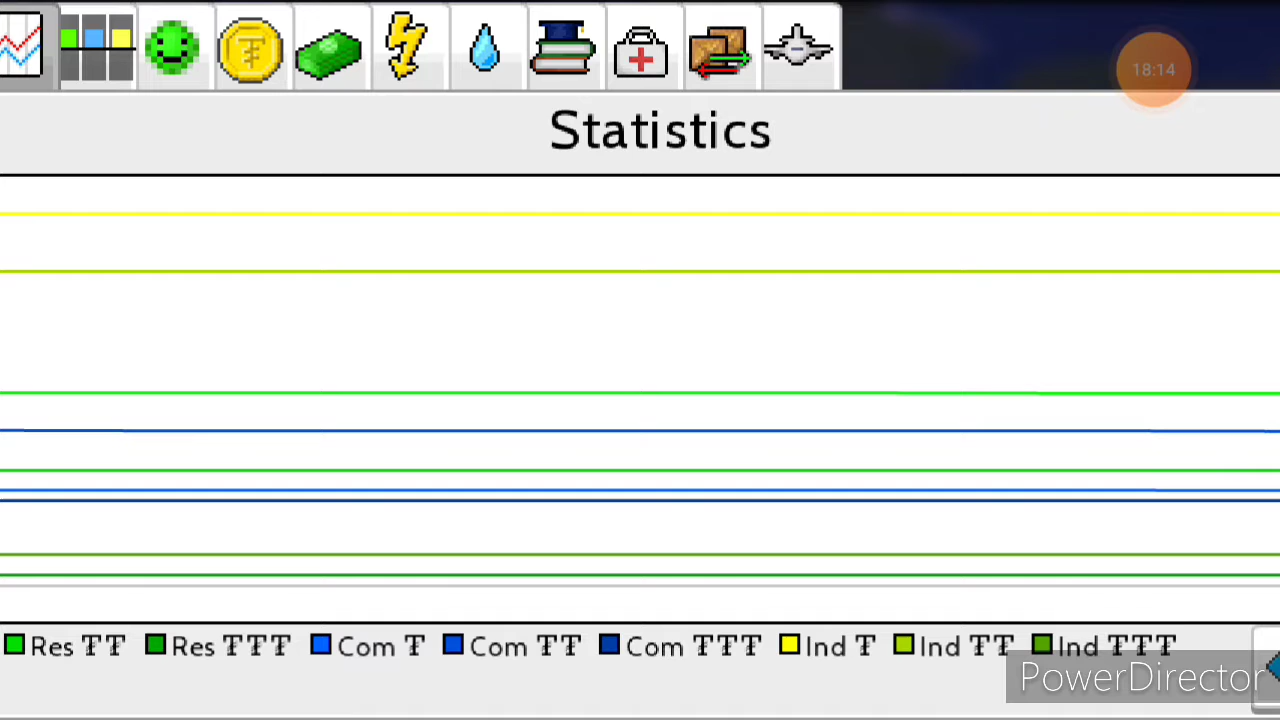 18:14
Statistics
Res ŦŦ Res ŦŦŦ Com Ŧ Com ŦŦ Com ŦŦŦ Ind Ŧ Ind ŦŦ Ind ŦŦŦ
PowerDirector